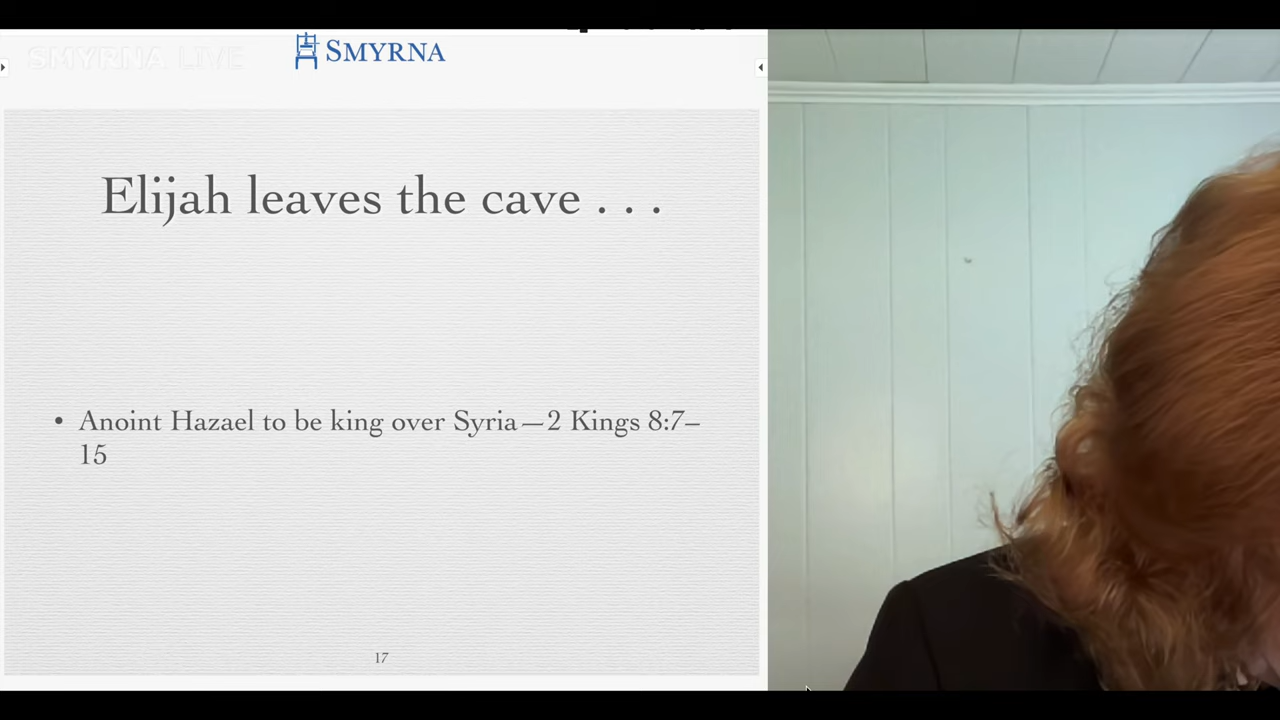 SMYRNA LIVE
SMYRNA
Elijah leaves the cave . . .
• Anoint Hazael to be king over Syria—2 Kings 8:7–
15
17